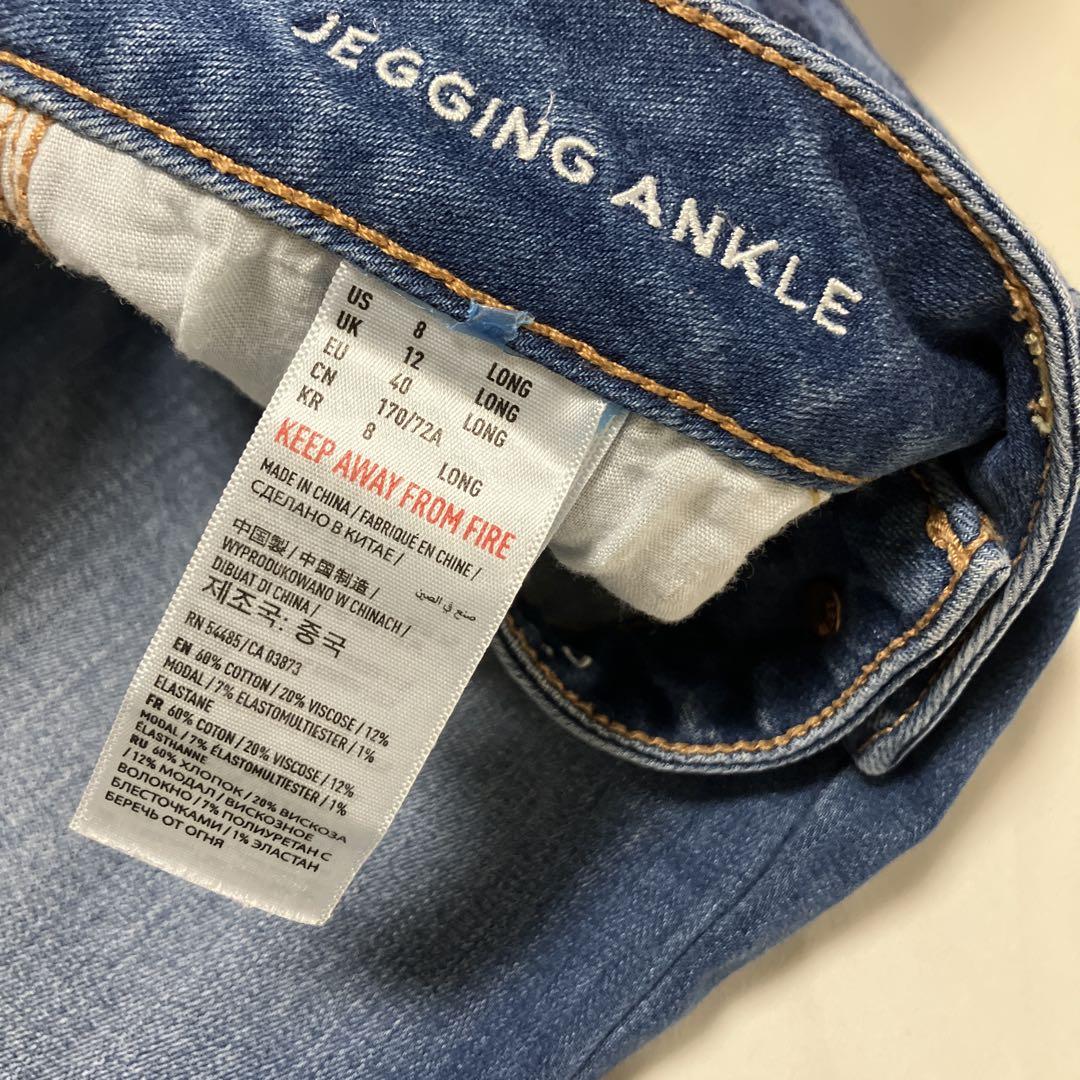 JEGGING ANKLE
US 8 LONG
UK 12 LONG
EU 40 LONG
CN 170/72A
KR 8 LONG
KEEP AWAY FROM FIRE
MADE IN CHINA / FABRIQUÉ EN CHINE /
СДЕЛАНО В КИТАЕ /
中国製 / 中国制造 / صنع في الصين
WYPRODUKOWANO W CHINACH /
DIBUAT DI CHINA /
제조국: 중국
RN 54485 / CA 03873
EN 60% COTTON / 20% VISCOSE / 12%
MODAL / 7% ELASTOMULTIESTER / 1%
ELASTANE
FR 60% COTON / 20% VISCOSE / 12%
MODAL / 7% ÉLASTOMULTIESTER / 1%
ÉLASTHANNE
RU 60% ХЛОПОК / 20% ВИСКОЗА
/ 12% МОДАЛ / ВИСКОЗНОЕ
ВОЛОКНО / 7% ПОЛИУРЕТАН С
БЛЕСТОЧКАМИ / 1% ЭЛАСТАН
БЕРЕЧЬ ОТ ОГНЯ